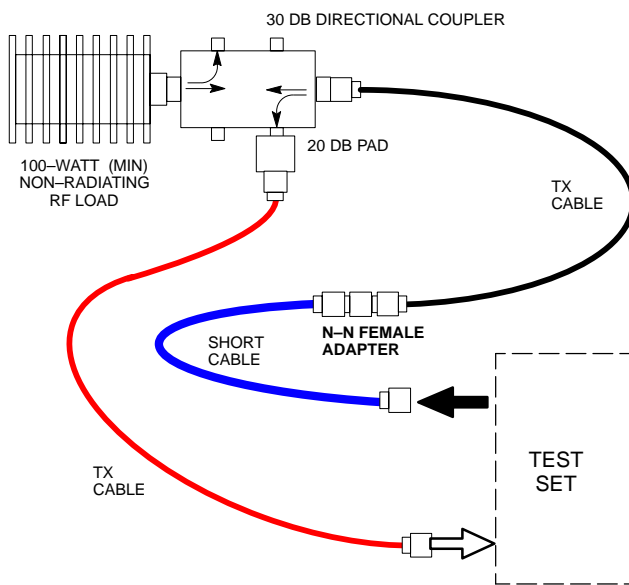 30 DB DIRECTIONAL COUPLER
20 DB PAD
100–WATT (MIN)
NON–RADIATING
RF LOAD
TX
CABLE
N–N FEMALE
ADAPTER
SHORT
CABLE
TEST
SET
TX
CABLE